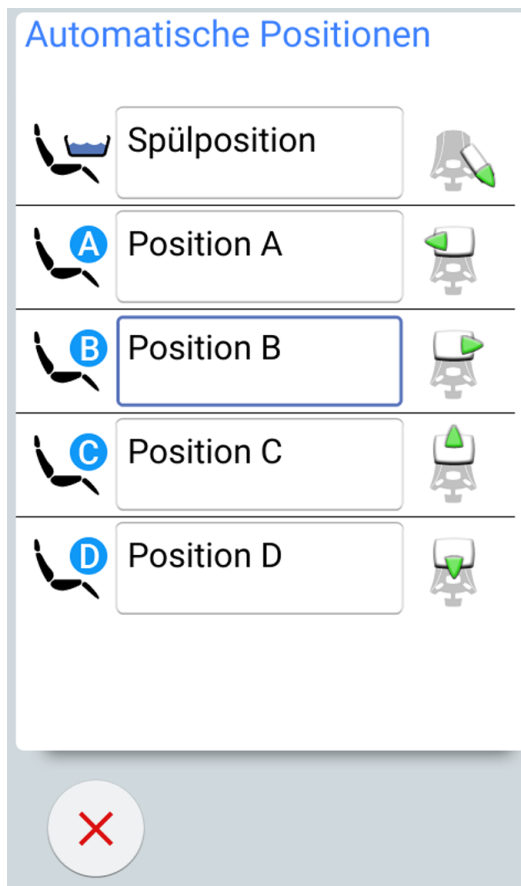 Automatische Positionen
Spülposition
A Position A
B Position B
C Position C
D Position D